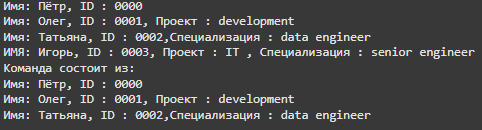 Имя: Пётр, ID : 0000
Имя: Олег, ID : 0001, Проект : development
Имя: Татьяна, ID : 0002,Специализация : data engineer
ИМЯ: Игорь, ID : 0003, Проект : IT , Специализация : senior engineer
Команда состоит из:
Имя: Пётр, ID : 0000
Имя: Олег, ID : 0001, Проект : development
Имя: Татьяна, ID : 0002,Специализация : data engineer